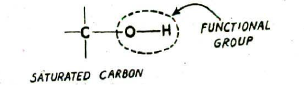 C—O—H
FUNCTIONAL
GROUP
SATURATED CARBON